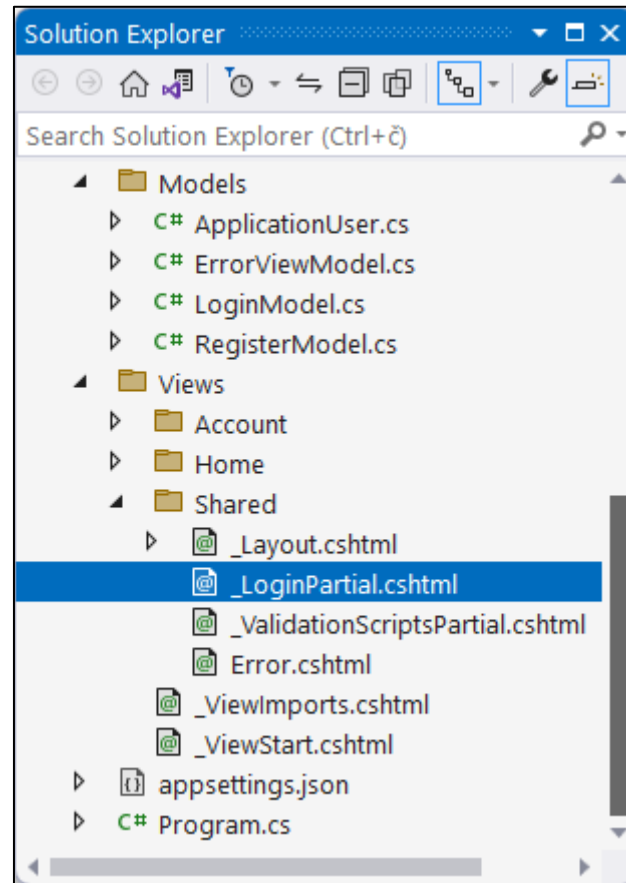 Solution Explorer
Search Solution Explorer (Ctrl+č)
Models
C# ApplicationUser.cs
C# ErrorViewModel.cs
C# LoginModel.cs
C# RegisterModel.cs
Views
Account
Home
Shared
@ _Layout.cshtml
@ _LoginPartial.cshtml
@ _ValidationScriptsPartial.cshtml
@ Error.cshtml
@ _ViewImports.cshtml
@ _ViewStart.cshtml
appsettings.json
C# Program.cs